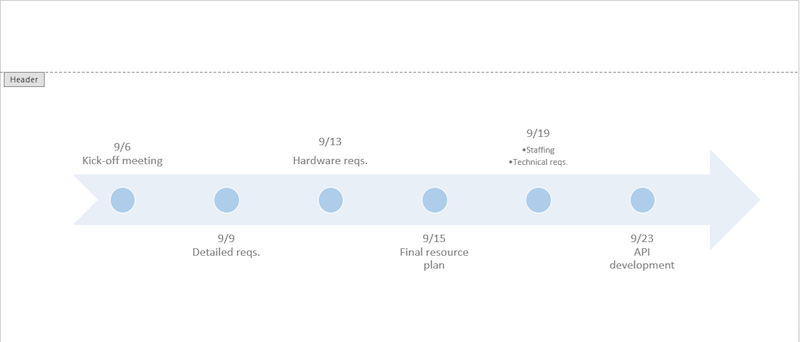 Header
9/6
Kick-off meeting
9/9
Detailed reqs.
9/13
Hardware reqs.
9/15
Final resource
plan
9/19
•Staffing
•Technical reqs.
9/23
API
development